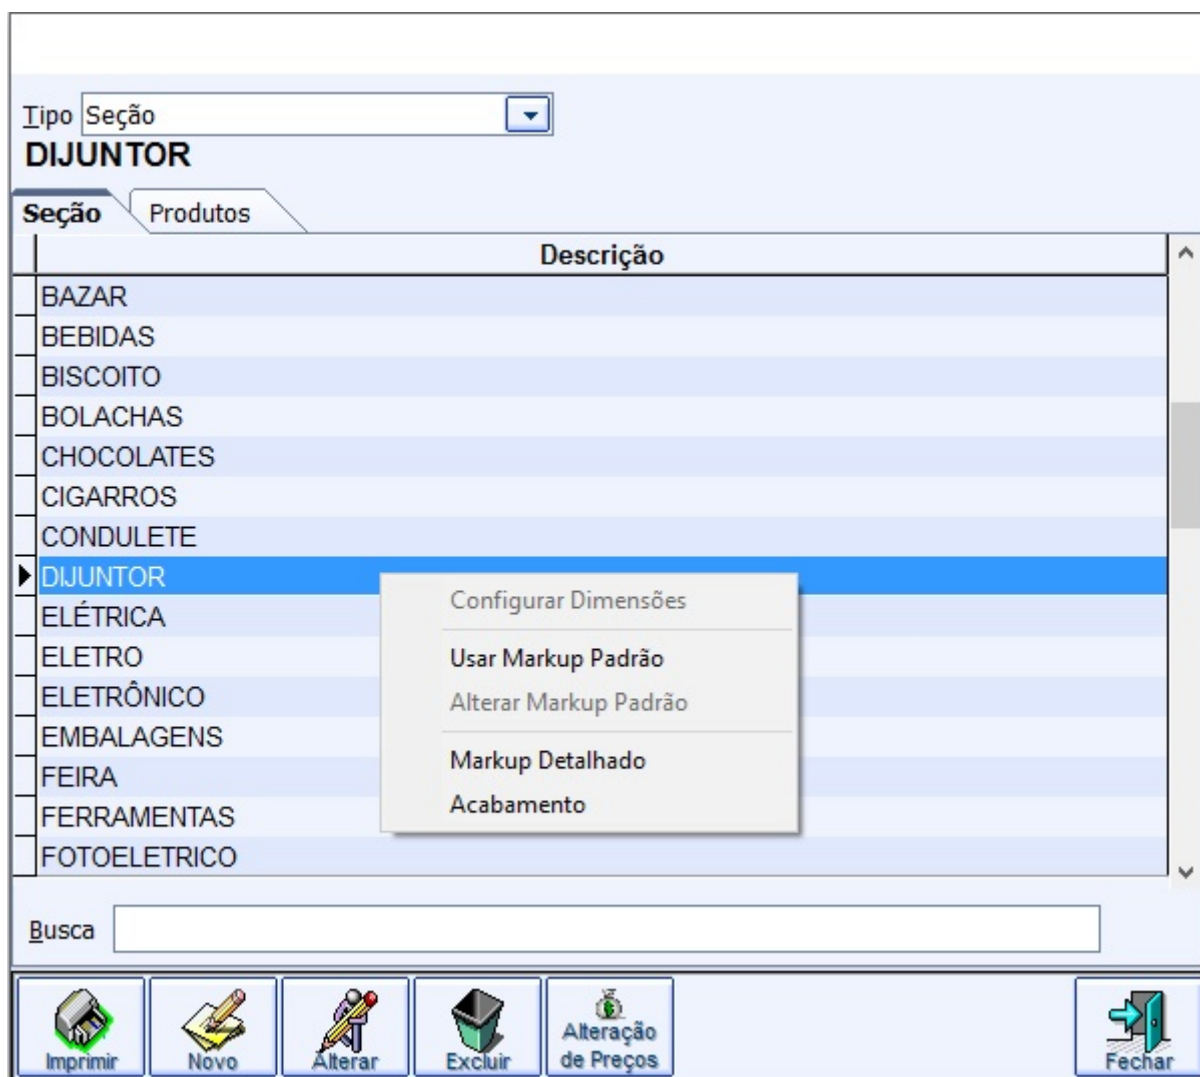 Tipo Seção
DIJUNTOR
Seção Produtos
Descrição
BAZAR
BEBIDAS
BISCOITO
BOLACHAS
CHOCOLATES
CIGARROS
CONDULETE
DIJUNTOR
ELÉTRICA
ELETRO
ELETRÔNICO
EMBALAGENS
FEIRA
FERRAMENTAS
FOTOELETRICO
Configurar Dimensões
Usar Markup Padrão
Alterar Markup Padrão
Markup Detalhado
Acabamento
Busca
Imprimir
Novo
Alterar
Excluir
Alteração
de Preços
Fechar